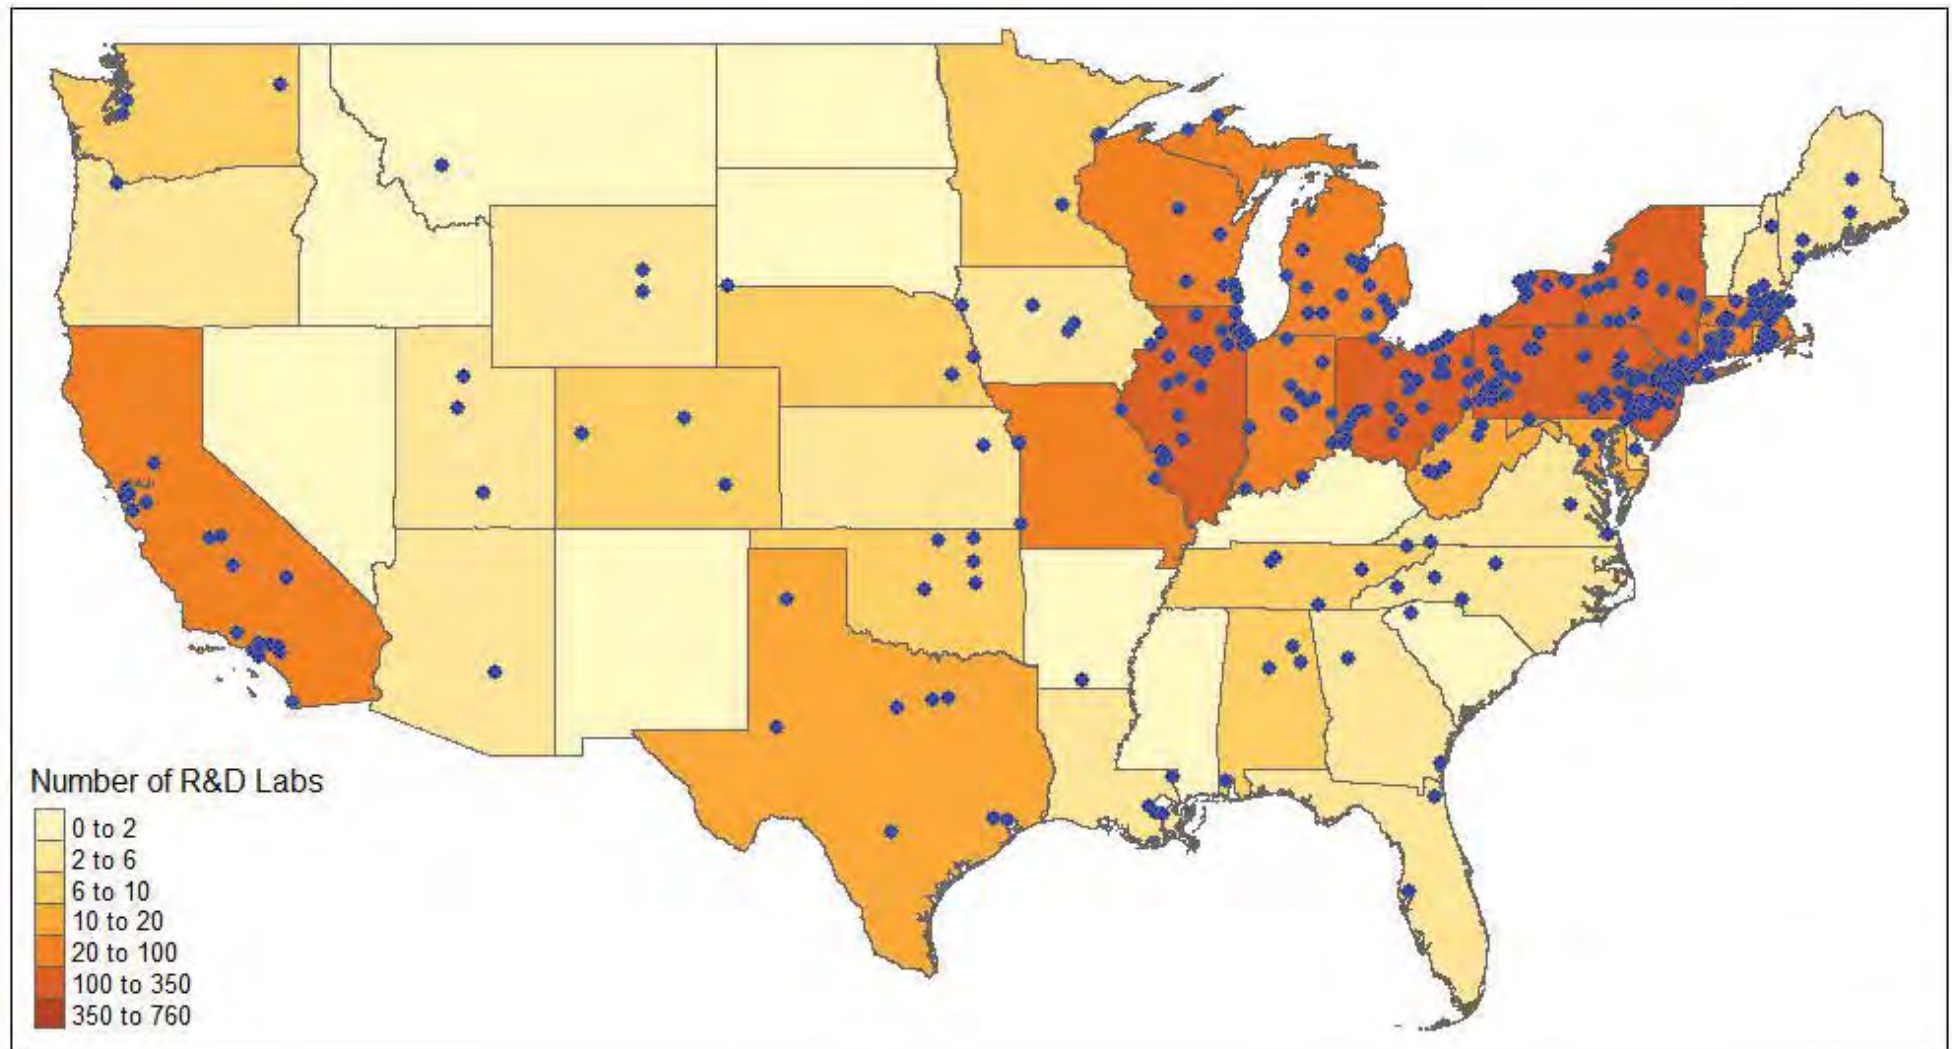 Number of R&D Labs
0 to 2
2 to 6
6 to 10
10 to 20
20 to 100
100 to 350
350 to 760